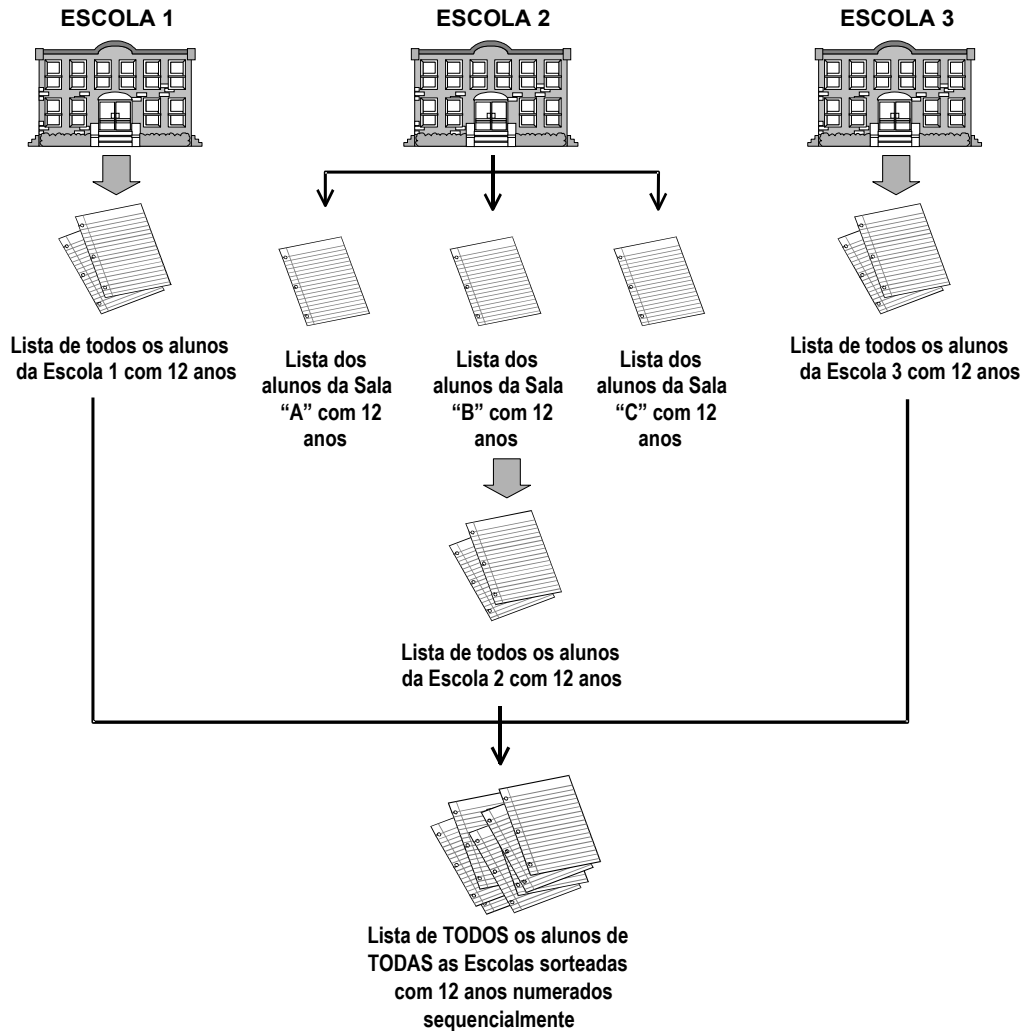 ESCOLA 1
ESCOLA 2
ESCOLA 3
Lista de todos os alunos
da Escola 1 com 12 anos
Lista dos
alunos da Sala
“A” com 12
anos
Lista dos
alunos da Sala
“B” com 12
anos
Lista dos
alunos da Sala
“C” com 12
anos
Lista de todos os alunos
da Escola 3 com 12 anos
Lista de todos os alunos
da Escola 2 com 12 anos
Lista de TODOS os alunos de
TODAS as Escolas sorteadas
com 12 anos numerados
sequencialmente